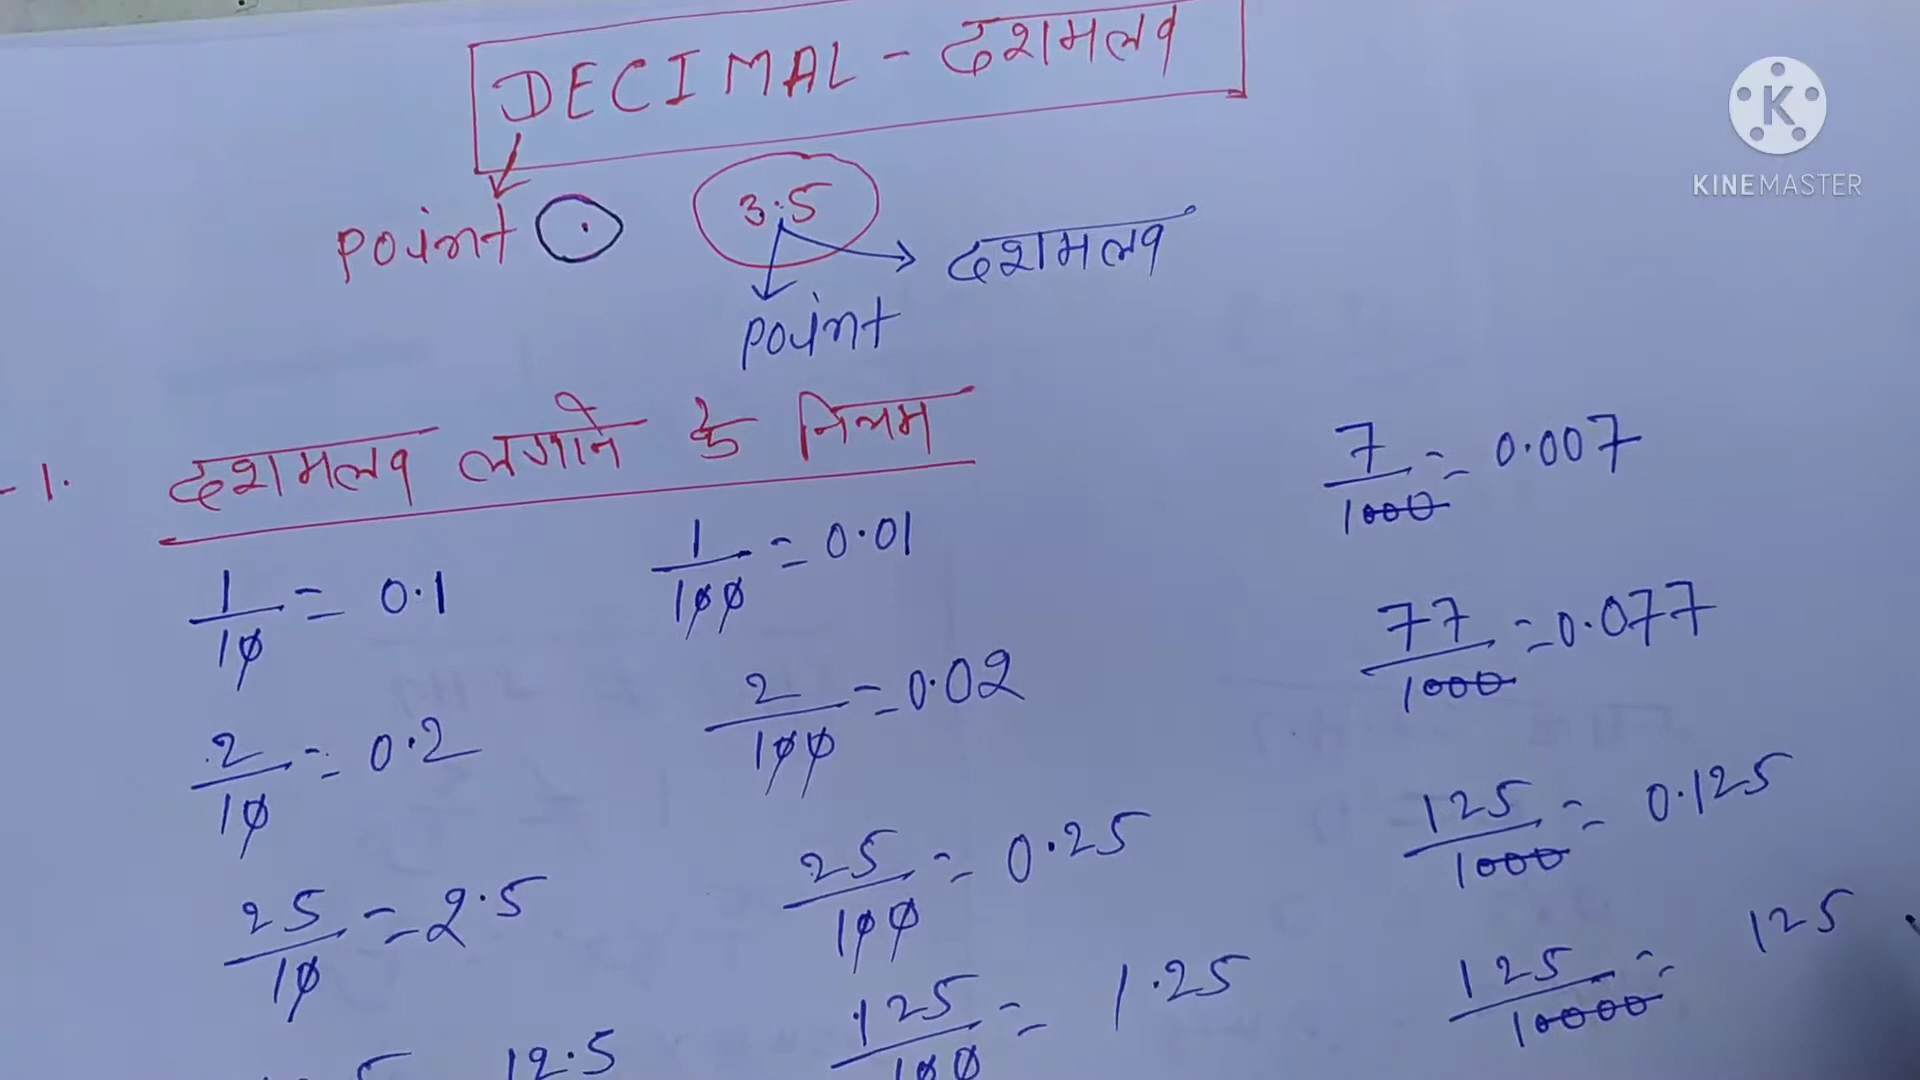 DECIMAL - दशमलव
K
KINEMASTER
point . 3.5 दशमलव
point
-1. दशमलव लगाने के नियम
1/10 = 0.1
2/10 = 0.2
25/10 = 2.5
12.5
1/100 = 0.01
2/100 = 0.02
25/100 = 0.25
125/100 = 1.25
7/1000 = 0.007
77/1000 = 0.077
125/1000 = 0.125
125/10000 = 125